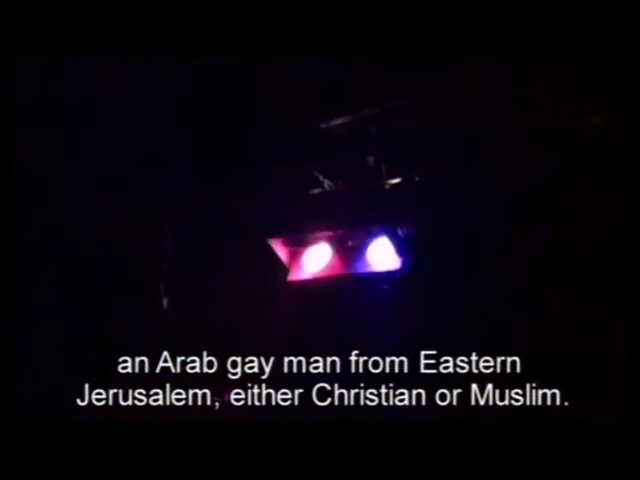 an Arab gay man from Eastern
Jerusalem, either Christian or Muslim.